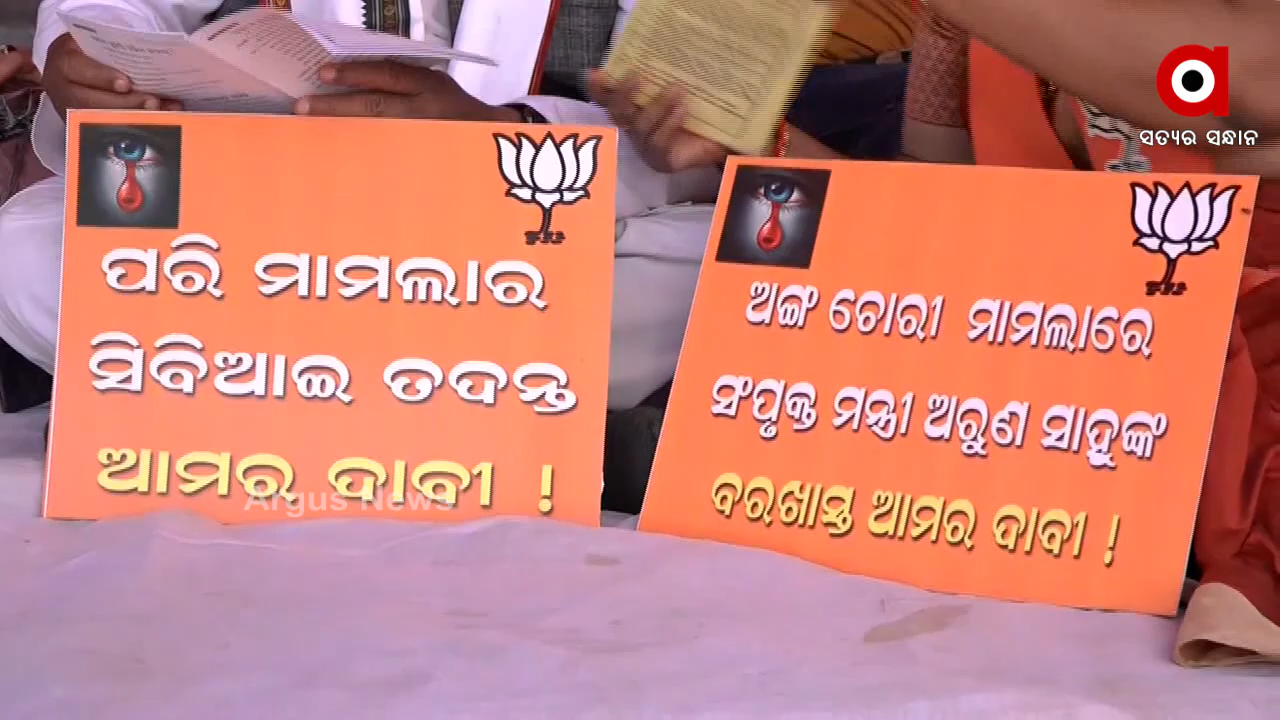 ସତ୍ୟର ସନ୍ଧାନ
ପରି ମାମଲାର
ସିବିଆଇ ତଦନ୍ତ
ଆମର ଦାବୀ !
Argus News
ଅଙ୍ଗ ଚୋରୀ ମାମଲାରେ
ସଂପୃକ୍ତ ମନ୍ତ୍ରୀ ଅରୁଣ ସାହୁଙ୍କ
ବରଖାସ୍ତ ଆମର ଦାବୀ !